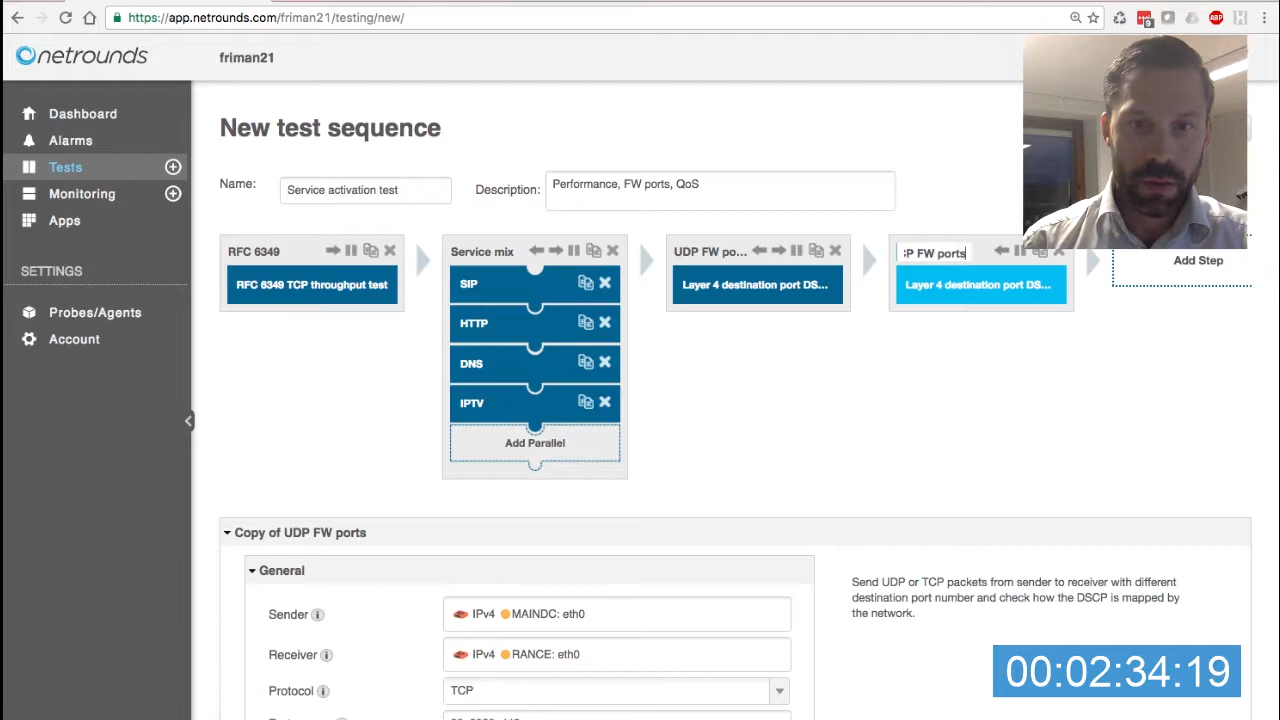 https://app.netrounds.com/friman21/testing/new/
9
ABP
netrounds
friman21
Dashboard
Alarms
Tests
Monitoring
Apps
SETTINGS
Probes/Agents
Account
New test sequence
Name:
Service activation test
Description:
Performance, FW ports, QoS
RFC 6349
RFC 6349 TCP throughput test
Service mix
SIP
HTTP
DNS
IPTV
Add Parallel
UDP FW po...
Layer 4 destination port DS...
P FW ports
Layer 4 destination port DS...
Add Step
Copy of UDP FW ports
General
Sender
IPv4 MAINDC: eth0
Receiver
IPv4 RANCE: eth0
Protocol
TCP
Send UDP or TCP packets from sender to receiver with different
destination port number and check how the DSCP is mapped by
the network.
00:02:34:19